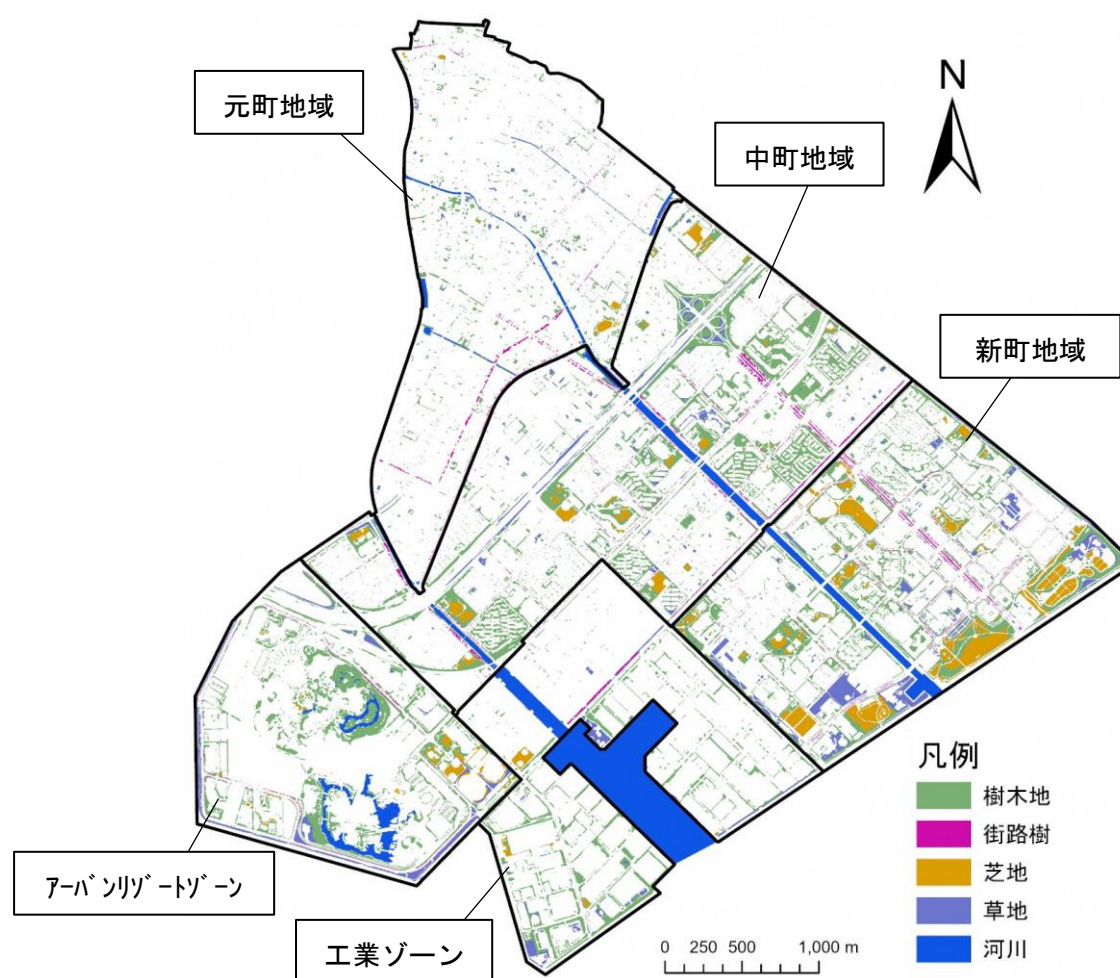 元町地域
N
中町地域
新町地域
凡例
樹木地
街路樹
芝地
草地
河川
ｱｰﾊﾞﾝﾘｿﾞｰﾄｿﾞｰﾝ
工業ゾーン
0 250 500 1,000 m